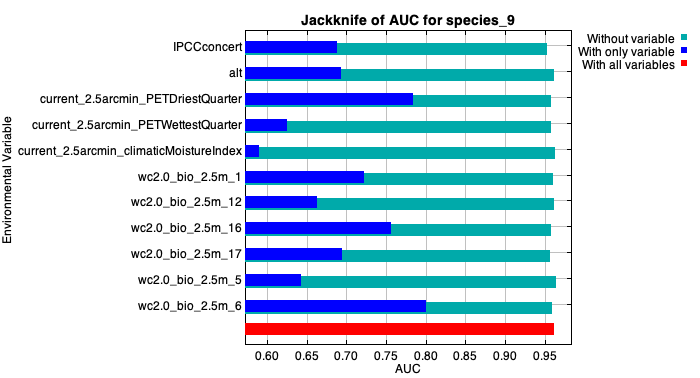 Jackknife of AUC for species_9
Without variable
With only variable
With all variables
Environmental Variable
IPCCconcert
alt
current_2.5arcmin_PETDriestQuarter
current_2.5arcmin_PETWettestQuarter
current_2.5arcmin_climaticMoistureIndex
wc2.0_bio_2.5m_1
wc2.0_bio_2.5m_12
wc2.0_bio_2.5m_16
wc2.0_bio_2.5m_17
wc2.0_bio_2.5m_5
wc2.0_bio_2.5m_6
0.60 0.65 0.70 0.75 0.80 0.85 0.90 0.95
AUC